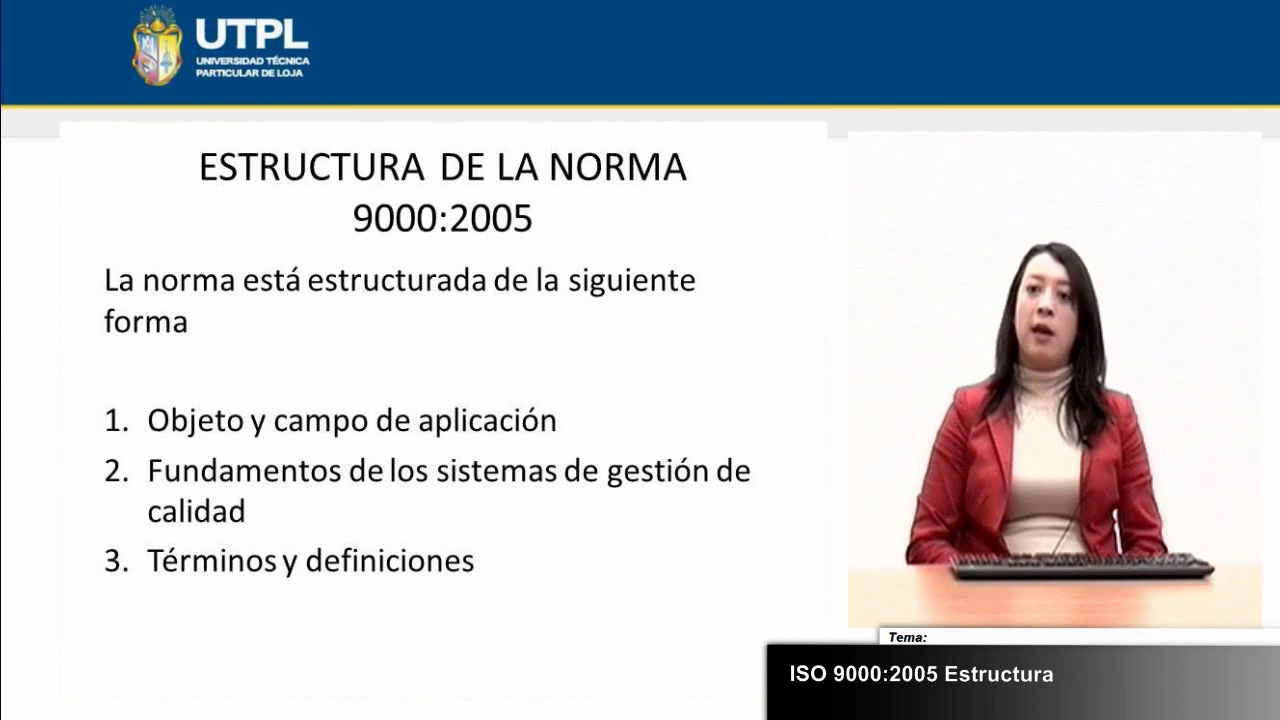 UTPL
UNIVERSIDAD TÉCNICA
PARTICULAR DE LOJA
ESTRUCTURA DE LA NORMA
9000:2005
La norma está estructurada de la siguiente
forma
1. Objeto y campo de aplicación
2. Fundamentos de los sistemas de gestión de
calidad
3. Términos y definiciones
Tema:
ISO 9000:2005 Estructura